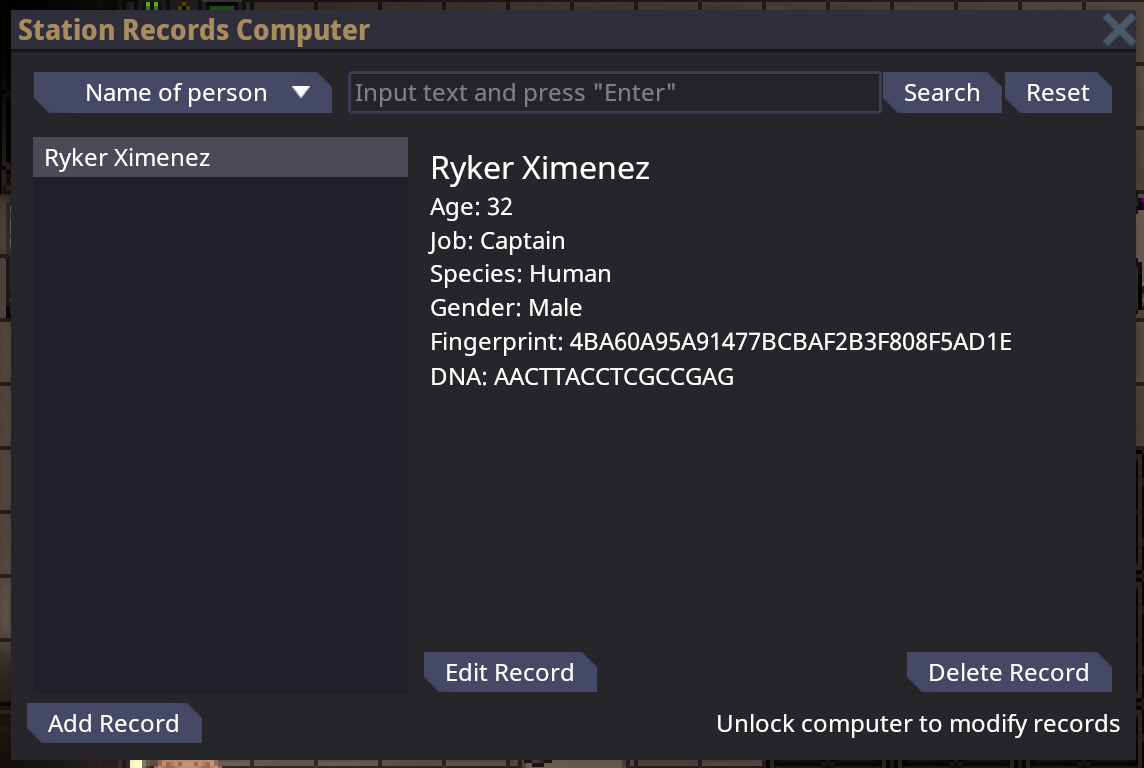 Station Records Computer
Name of person
Input text and press "Enter"
Search
Reset
Ryker Ximenez
Ryker Ximenez
Age: 32
Job: Captain
Species: Human
Gender: Male
Fingerprint: 4BA60A95A91477BCBAF2B3F808F5AD1E
DNA: AACTTACCTCGCCGAG
Edit Record
Delete Record
Add Record
Unlock computer to modify records